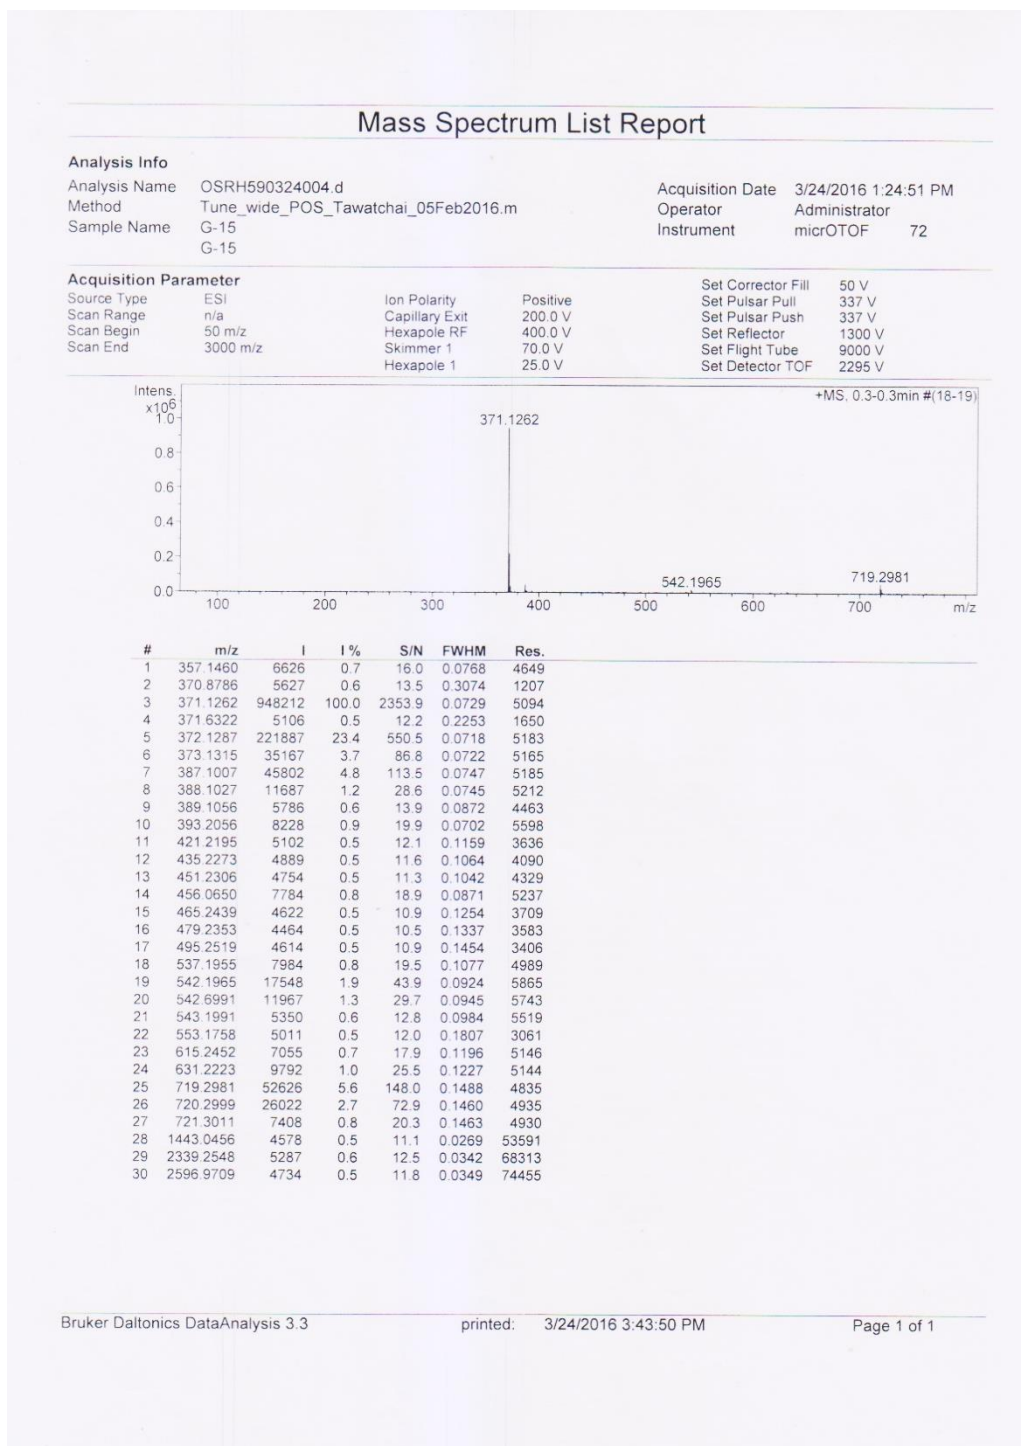 Mass Spectrum List Report
Analysis Info
Analysis Name OSRH590324004.d Acquisition Date 3/24/2016 1:24:51 PM
Method Tune_wide_POS_Tawatchai_05Feb2016.m Operator Administrator
Sample Name G-15 Instrument micrOTOF 72
G-15
Acquisition Parameter Set Corrector Fill 50 V
Source Type ESI Ion Polarity Positive Set Pulsar Pull 337 V
Scan Range n/a Capillary Exit 200.0 V Set Pulsar Push 337 V
Scan Begin 50 m/z Hexapole RF 400.0 V Set Reflector 1300 V
Scan End 3000 m/z Skimmer 1 70.0 V Set Flight Tube 9000 V
Hexapole 1 25.0 V Set Detector TOF 2295 V
Intens. +MS, 0.3-0.3min #(18-19)
x10^6
1.0 371.1262
0.8
0.6
0.4
0.2 542.1965 719.2981
0.0
100 200 300 400 500 600 700 m/z
# m/z I I % S/N FWHM Res.
1 357.1460 6626 0.7 16.0 0.0768 4649
2 370.8786 5627 0.6 13.5 0.3074 1207
3 371.1262 948212 100.0 2353.9 0.0729 5094
4 371.6322 5106 0.5 12.2 0.2253 1650
5 372.1287 221887 23.4 550.5 0.0718 5183
6 373.1315 35167 3.7 86.8 0.0722 5165
7 387.1007 45802 4.8 113.5 0.0747 5185
8 388.1027 11687 1.2 28.6 0.0745 5212
9 389.1056 5786 0.6 13.9 0.0872 4463
10 393.2056 8228 0.9 19.9 0.0702 5598
11 421.2195 5102 0.5 12.1 0.1159 3636
12 435.2273 4889 0.5 11.6 0.1064 4090
13 451.2306 4754 0.5 11.3 0.1042 4329
14 456.0650 7784 0.8 18.9 0.0871 5237
15 465.2439 4622 0.5 10.9 0.1254 3709
16 479.2353 4464 0.5 10.5 0.1337 3583
17 495.2519 4614 0.5 10.9 0.1454 3406
18 537.1955 7984 0.8 19.5 0.1077 4989
19 542.1965 17548 1.9 43.9 0.0924 5865
20 542.6991 11967 1.3 29.7 0.0945 5743
21 543.1991 5350 0.6 12.8 0.0984 5519
22 553.1758 5011 0.5 12.0 0.1807 3061
23 615.2452 7055 0.7 17.9 0.1196 5146
24 631.2223 9792 1.0 25.5 0.1227 5144
25 719.2981 52626 5.6 148.0 0.1488 4835
26 720.2999 26022 2.7 72.9 0.1460 4935
27 721.3011 7408 0.8 20.3 0.1463 4930
28 1443.0456 4578 0.5 11.1 0.0269 53591
29 2339.2548 5287 0.6 12.5 0.0342 68313
30 2596.9709 4734 0.5 11.8 0.0349 74455
Bruker Daltonics DataAnalysis 3.3 printed: 3/24/2016 3:43:50 PM Page 1 of 1